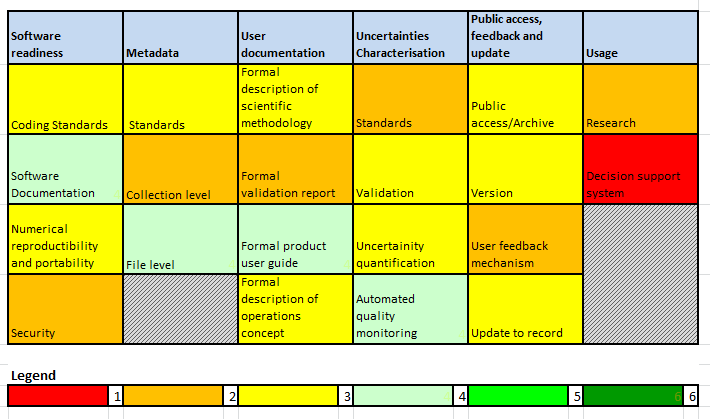 Software readiness
Metadata
User documentation
Uncertainties Characterisation
Public access, feedback and update
Usage
Coding Standards
Standards
Formal description of scientific methodology
Standards
Public access/Archive
Research
Software Documentation
Collection level
Formal validation report
Validation
Version
Decision support system
Numerical reproductibility and portability
File level
Formal product user guide
Uncertainity quantification
User feedback mechanism
Security
Formal description of operations concept
Automated quality monitoring
Update to record
Legend
1 2 3 4 5 6 6